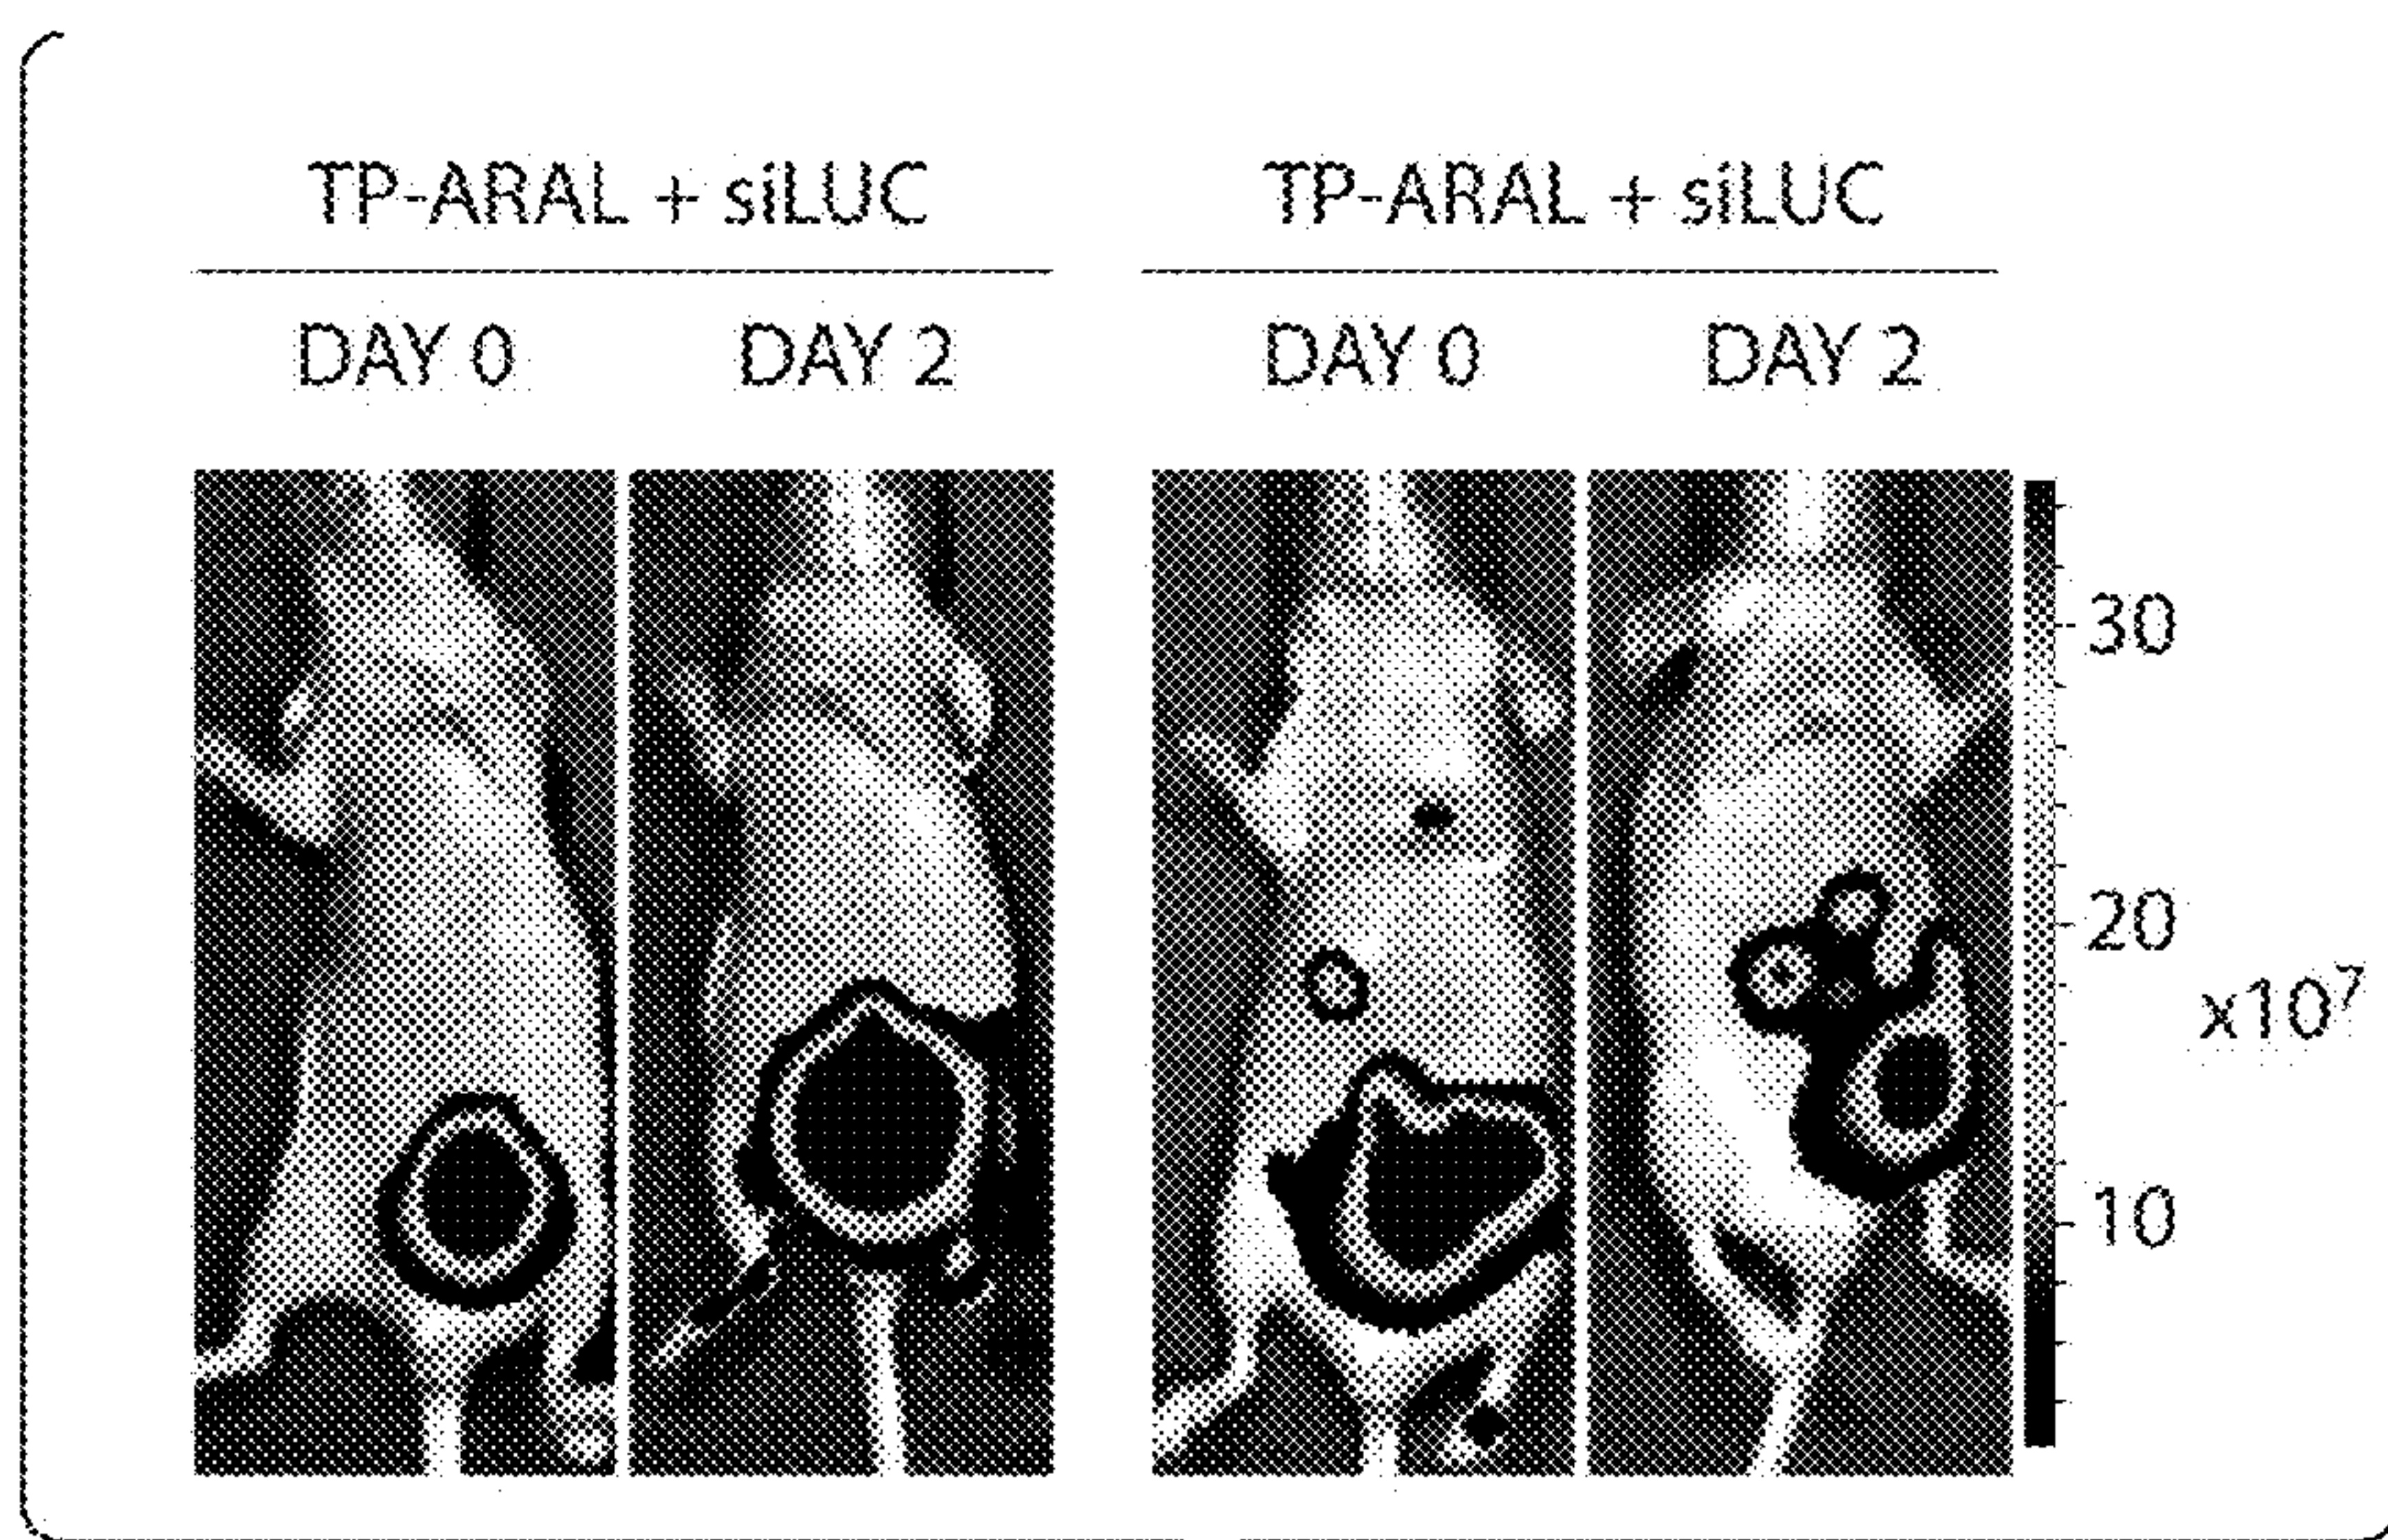 TP-ARAL + siLUC TP-ARAL + siLUC
DAY 0 DAY 2 DAY 0 DAY 2
30
20
x10⁷
10